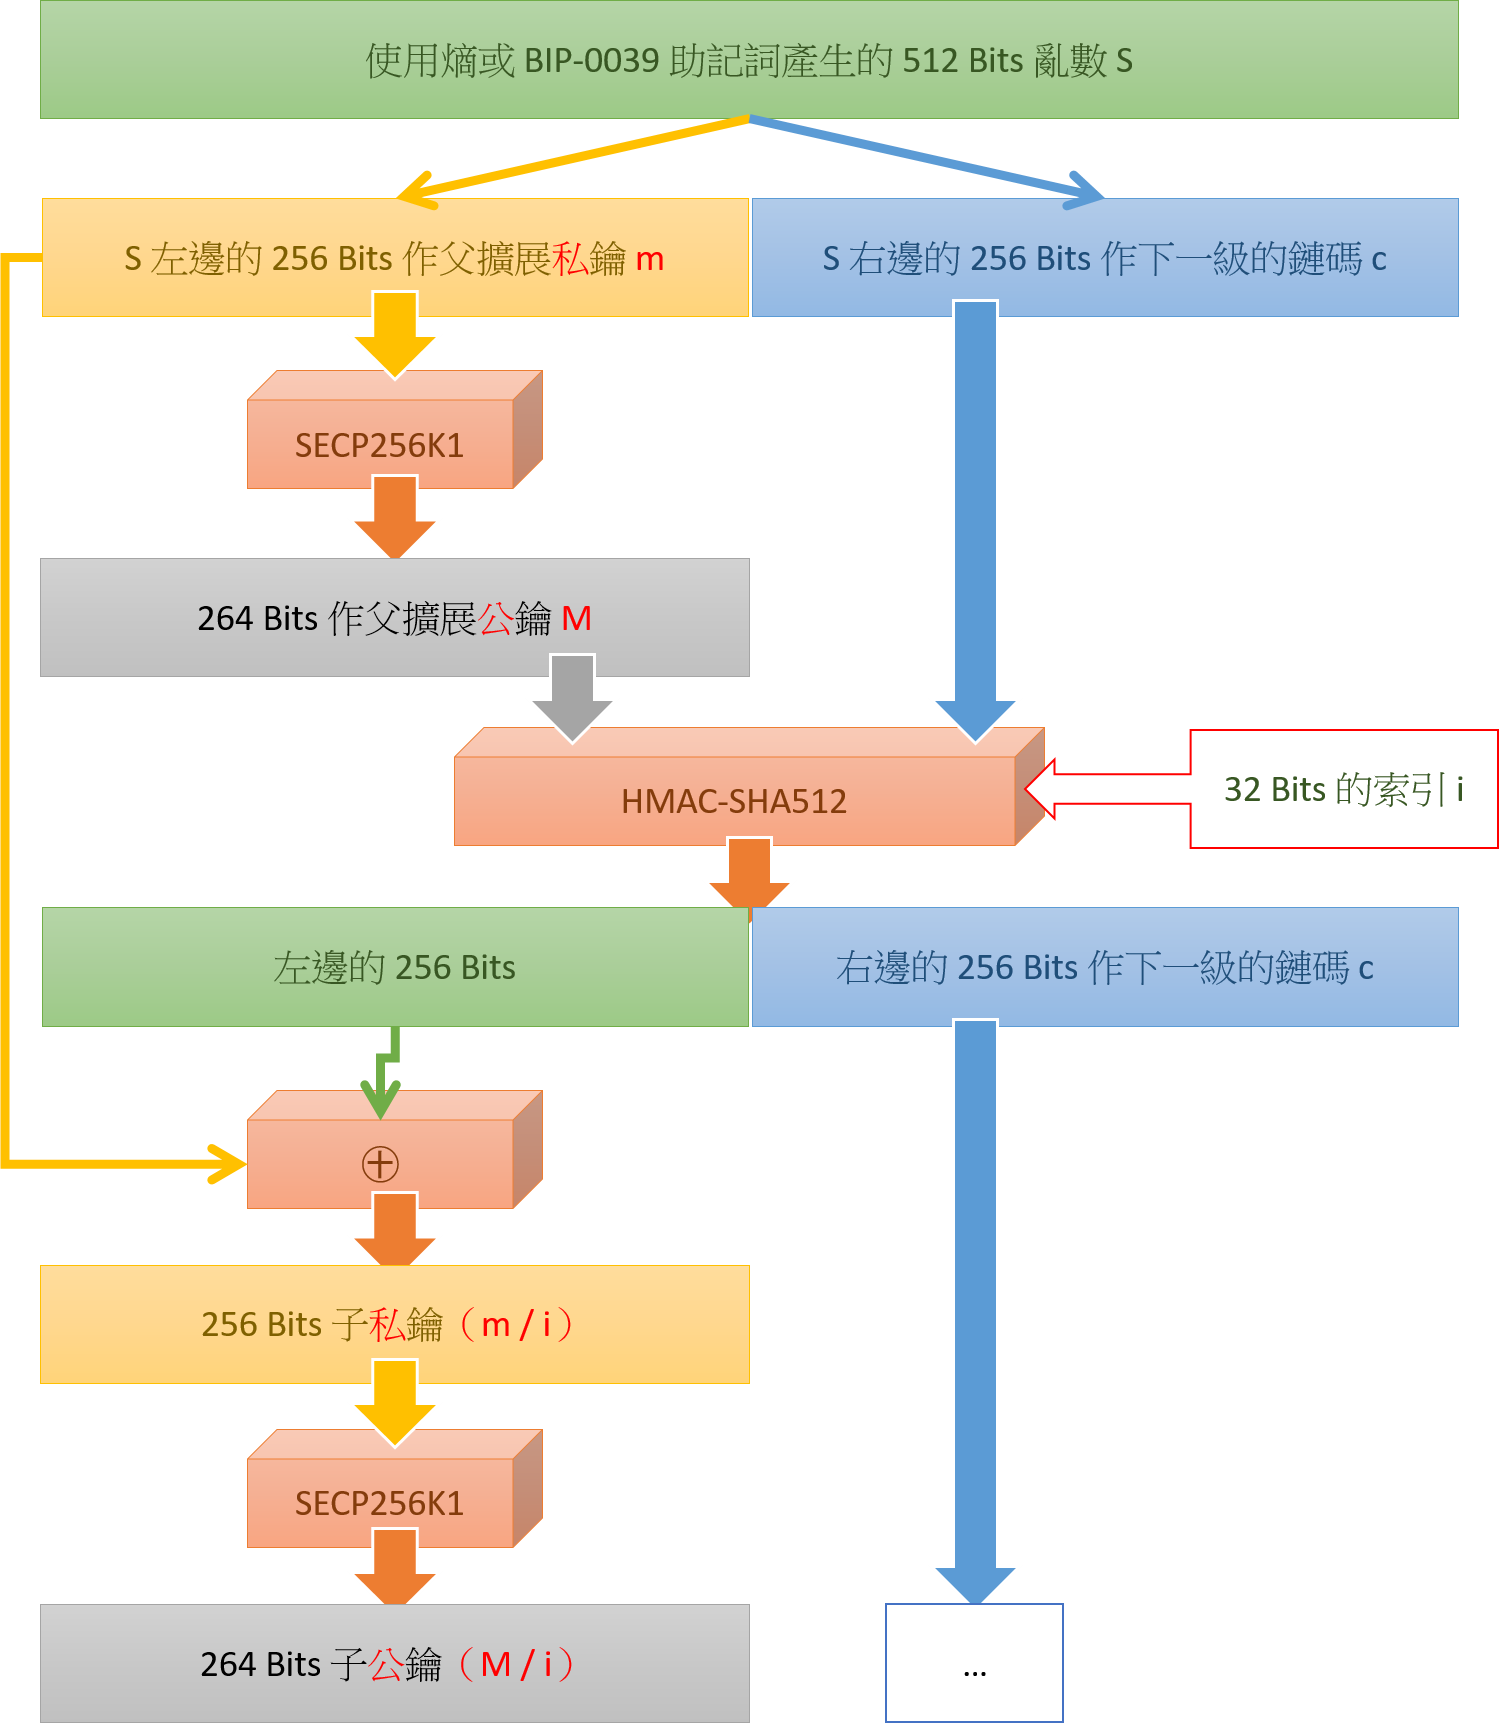 使用熵或 BIP-0039 助記詞產生的 512 Bits 亂數 S
S 左邊的 256 Bits 作父擴展私鑰 m
S 右邊的 256 Bits 作下一級的鏈碼 c
SECP256K1
264 Bits 作父擴展公鑰 M
HMAC-SHA512
32 Bits 的索引 i
左邊的 256 Bits
右邊的 256 Bits 作下一級的鏈碼 c
⊕
256 Bits 子私鑰（m / i）
SECP256K1
264 Bits 子公鑰（M / i）
...